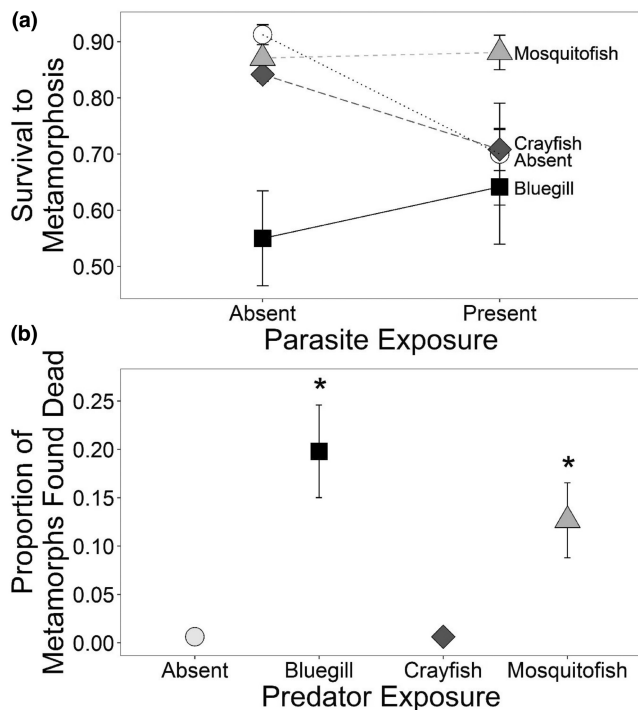 (a)
Survival to
Metamorphosis
0.90
0.80
0.70
0.60
0.50
Mosquitofish
Crayfish
Absent
Bluegill
Absent
Present
Parasite Exposure
(b)
Proportion of
Metamorphs Found Dead
0.25
0.20
0.15
0.10
0.05
0.00
*
*
Absent
Bluegill
Crayfish
Mosquitofish
Predator Exposure